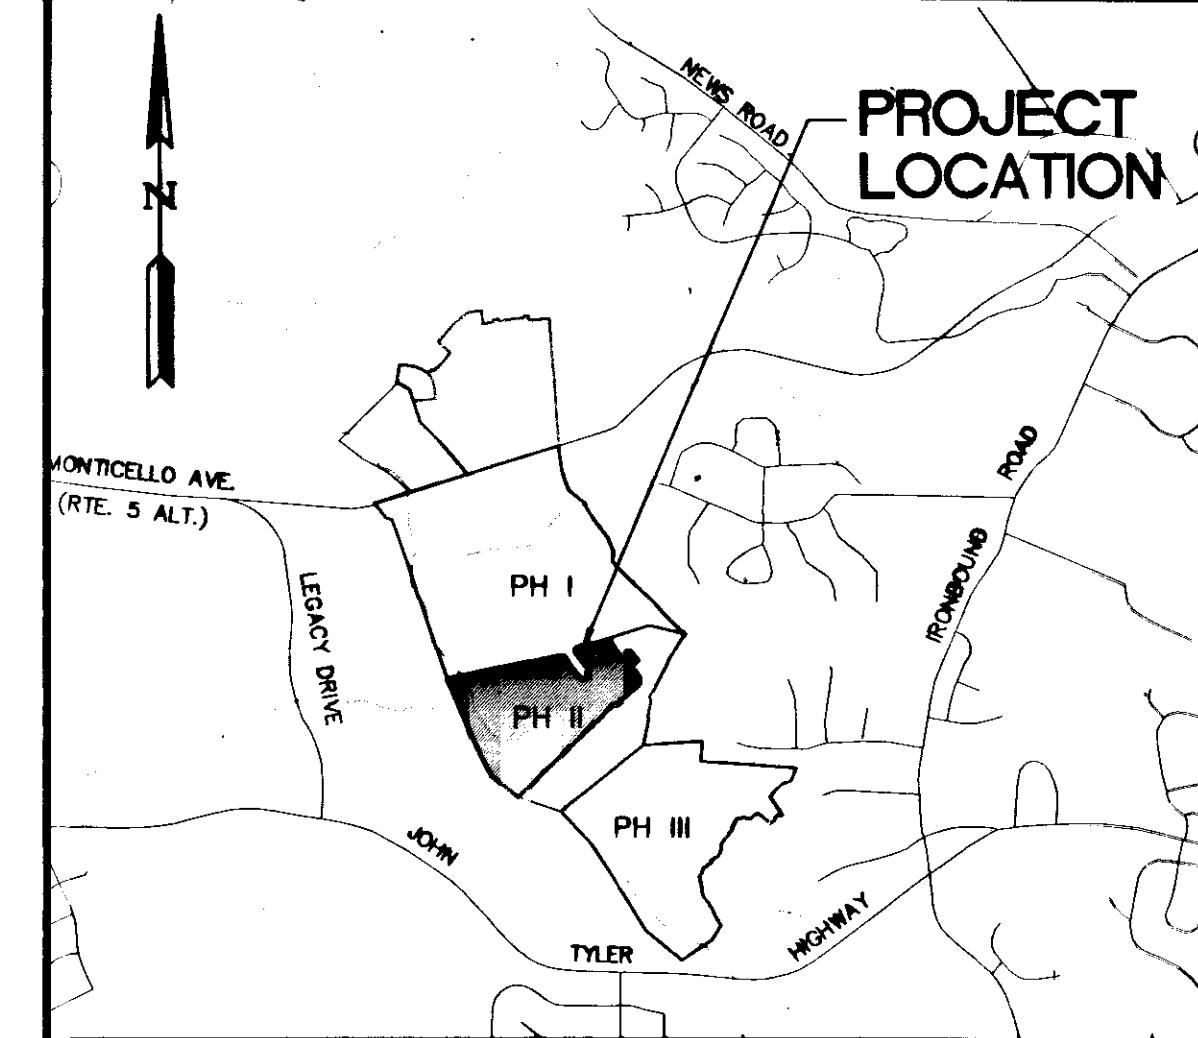 NEWS ROAD
PROJECT
LOCATION
N
MONTICELLO AVE.
(RTE. 5 ALT.)
ROAD
IRONBOUND
PH I
LEGACY DRIVE
PH II
PH III
JOHN
TYLER
HIGHWAY